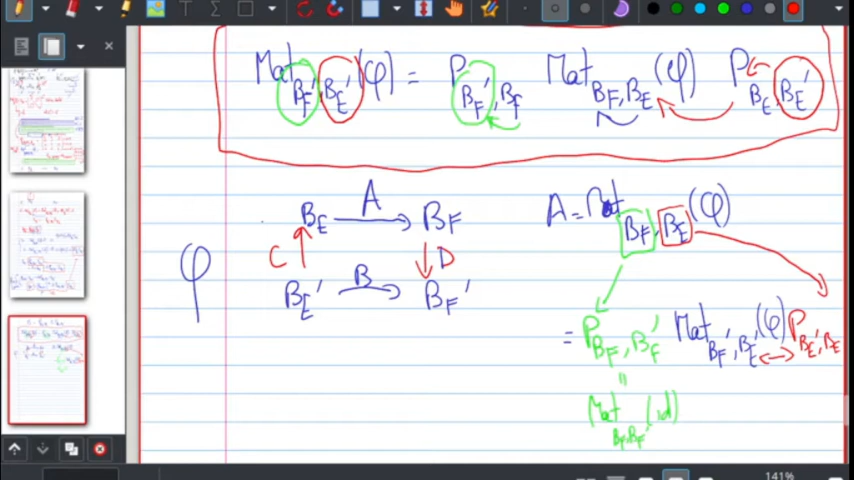 Mat_{B_F', B_E'}(φ) = P_{B_F', B_F} Mat_{B_F, B_E}(φ) P_{B_E, B_E'}
B_E A B_F
A = Mat_{B_F, B_E}(φ)
φ C D
B_E' B B_F'
= P_{B_F, B_F'} Mat_{B_F', B_E'}(φ) P_{B_E', B_E}
=
Mat_{B_F, B_F'}(id)
141%